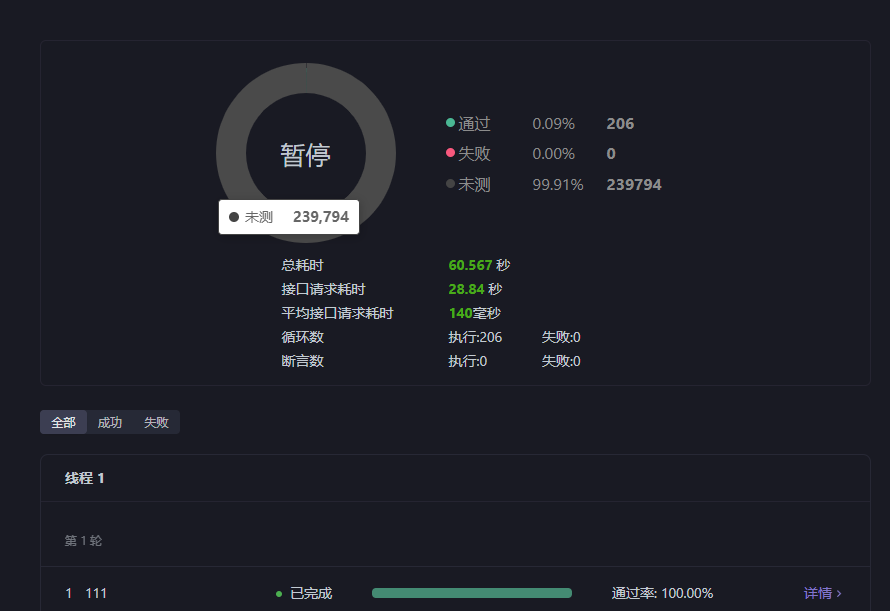 暂停
通过 0.09% 206
失败 0.00% 0
未测 99.91% 239794
未测 239,794
总耗时 60.567 秒
接口请求耗时 28.84 秒
平均接口请求耗时 140毫秒
循环数 执行:206 失败:0
断言数 执行:0 失败:0
全部 成功 失败
线程 1
第 1 轮
1 111 已完成 通过率: 100.00% 详情 ›